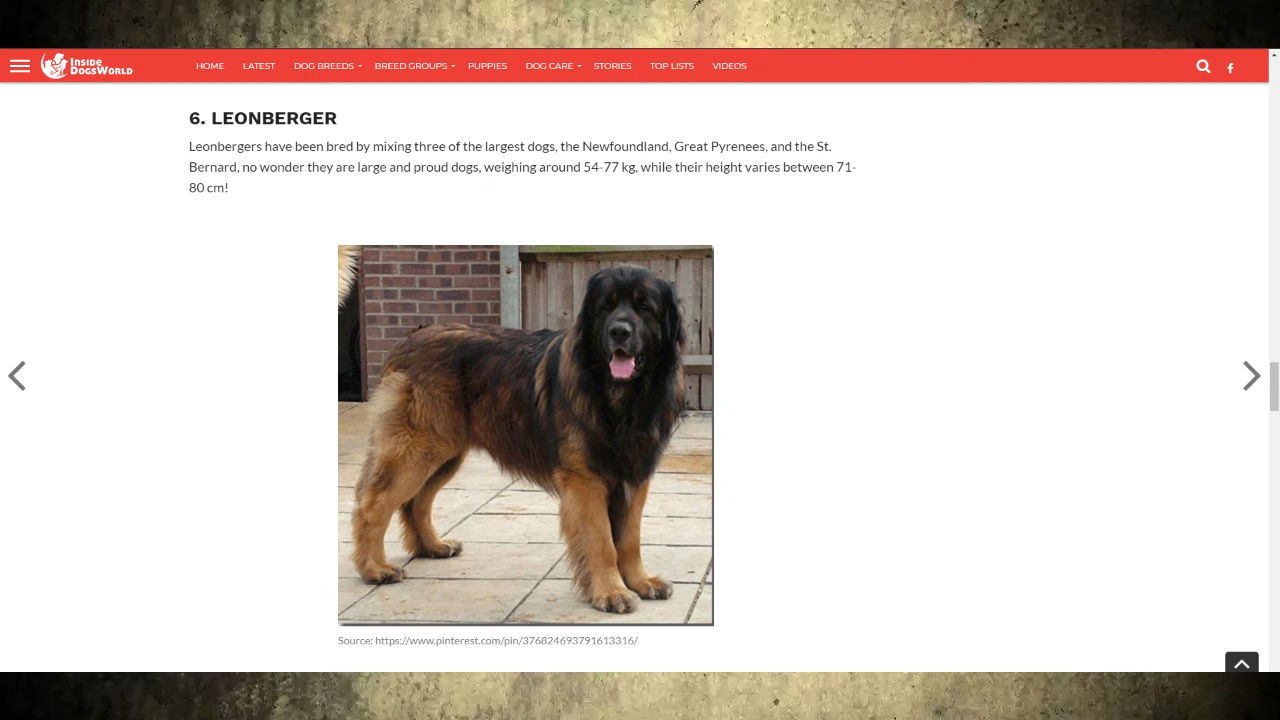 INSIDE
DOGSWORLD
HOME LATEST DOG BREEDS BREED GROUPS PUPPIES DOG CARE STORIES TOP LISTS VIDEOS
6. LEONBERGER
Leonbergers have been bred by mixing three of the largest dogs, the Newfoundland, Great Pyrenees, and the St.
Bernard, no wonder they are large and proud dogs, weighing around 54-77 kg, while their height varies between 71-
80 cm!
Source: https://www.pinterest.com/pin/376824693791613316/